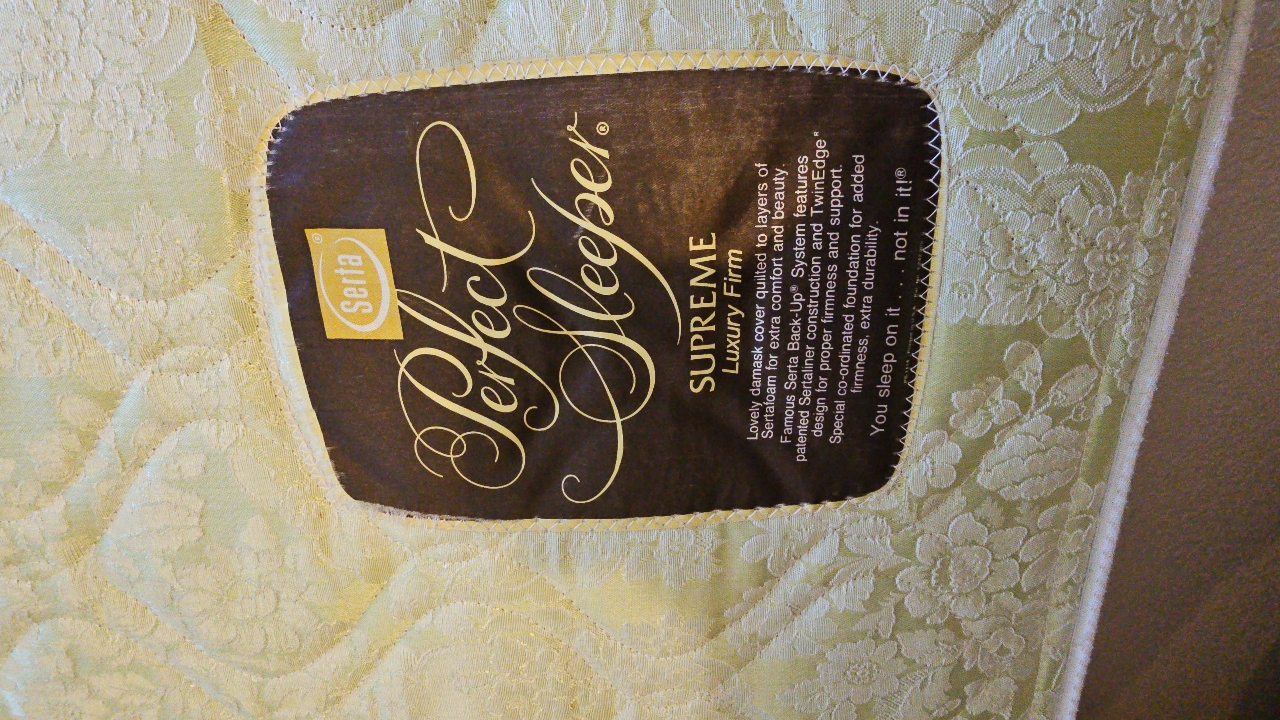 Serta®
Perfect
Sleeper®
SUPREME
Luxury Firm
Lovely damask cover quilted to layers of
Sertafoam for extra comfort and beauty.
Famous Serta Back-Up® System features
patented Sertaliner construction and TwinEdge®
design for proper firmness and support.
Special co-ordinated foundation for added
firmness, extra durability.
You sleep on it . . . . not in it!®